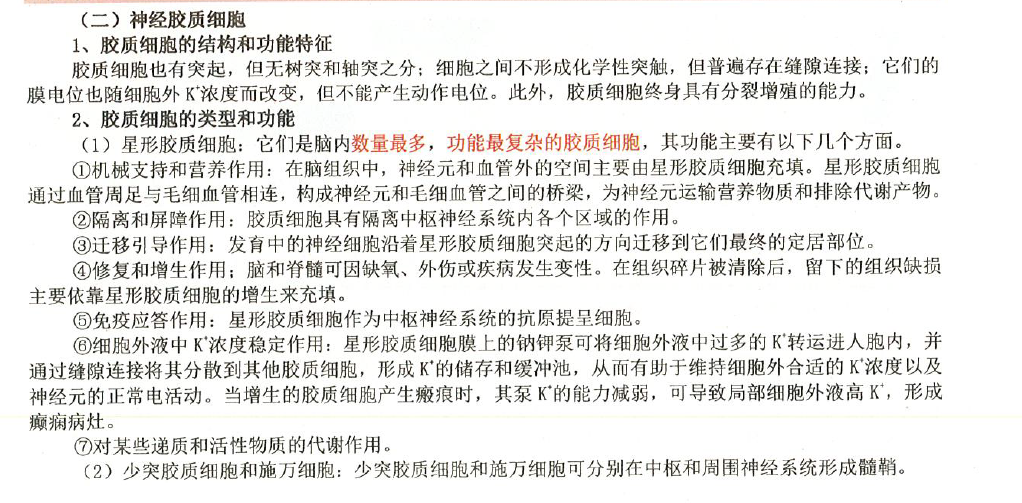 （二）神经胶质细胞
1、胶质细胞的结构和功能特征
胶质细胞也有突起，但无树突和轴突之分；细胞之间不形成化学性突触，但普遍存在缝隙连接；它们的
膜电位也随细胞外 K⁺浓度而改变，但不能产生动作电位。此外，胶质细胞终身具有分裂增殖的能力。
2、胶质细胞的类型和功能
（1）星形胶质细胞：它们是脑内数量最多，功能最复杂的胶质细胞，其功能主要有以下几个方面。
①机械支持和营养作用：在脑组织中，神经元和血管外的空间主要由星形胶质细胞充填。星形胶质细胞
通过血管周足与毛细血管相连，构成神经元和毛细血管之间的桥梁，为神经元运输营养物质和排除代谢产物。
②隔离和屏障作用：胶质细胞具有隔离中枢神经系统内各个区域的作用。
③迁移引导作用：发育中的神经细胞沿着星形胶质细胞突起的方向迁移到它们最终的定居部位。
④修复和增生作用；脑和脊髓可因缺氧、外伤或疾病发生变性。在组织碎片被清除后，留下的组织缺损
主要依靠星形胶质细胞的增生来充填。
⑤免疫应答作用：星形胶质细胞作为中枢神经系统的抗原提呈细胞。
⑥细胞外液中 K⁺浓度稳定作用：星形胶质细胞膜上的钠钾泵可将细胞外液中过多的 K⁺转运进人胞内，并
通过缝隙连接将其分散到其他胶质细胞，形成 K⁺的储存和缓冲池，从而有助于维持细胞外合适的 K⁺浓度以及
神经元的正常电活动。当增生的胶质细胞产生瘢痕时，其泵 K⁺的能力减弱，可导致局部细胞外液高 K⁺，形成
癫痫病灶。
⑦对某些递质和活性物质的代谢作用。
（2）少突胶质细胞和施万细胞：少突胶质细胞和施万细胞可分别在中枢和周围神经系统形成髓鞘。